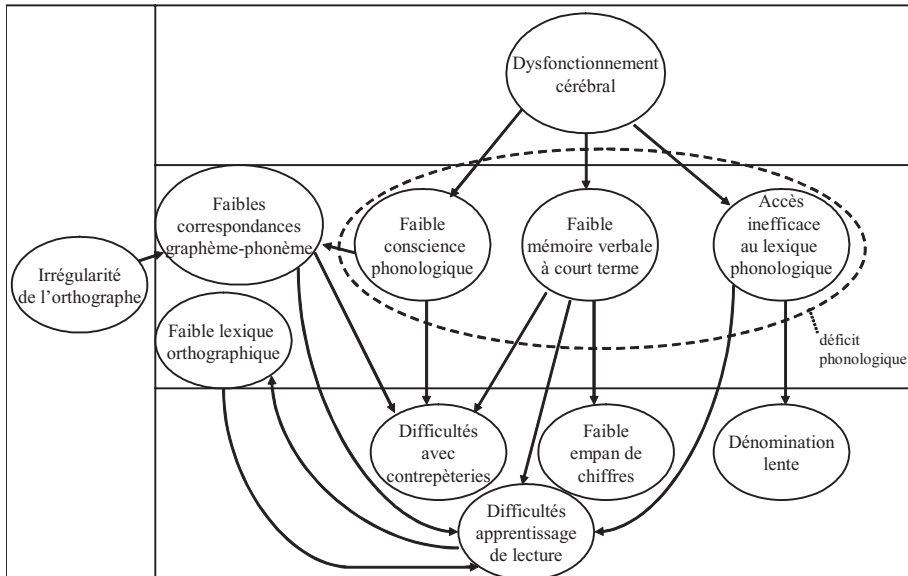 Dysfonctionnement
cérébral
Faibles
correspondances
graphème-phonème
Faible
conscience
phonologique
Faible
mémoire verbale
à court terme
Accès
inefficace
au lexique
phonologique
Irrégularité
de l'orthographe
Faible lexique
orthographique
déficit
phonologique
Difficultés
avec
contrepèteries
Faible
empan de
chiffres
Dénomination
lente
Difficultés
apprentissage
de lecture